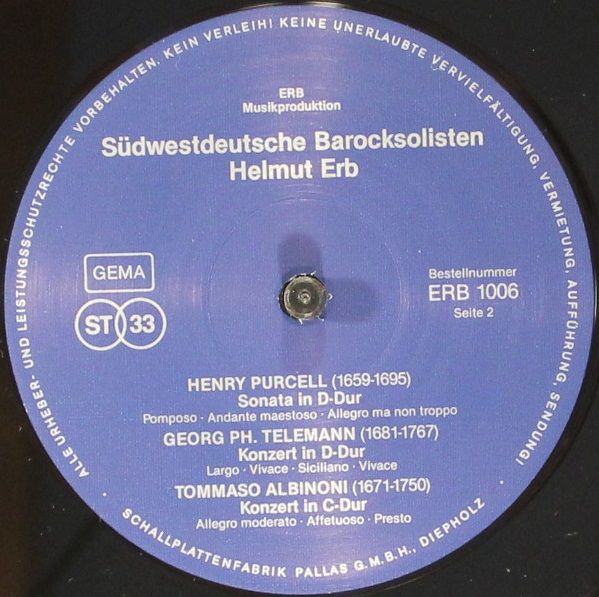 ALLE URHEBER- UND LEISTUNGSSCHUTZRECHTE VORBEHALTEN. KEIN VERLEIH! KEINE UNERLAUBTE VERVIELFÄLTIGUNG, VERMIETUNG, AUFFÜHRUNG, SENDUNG!
ERB
Musikproduktion
Südwestdeutsche Barocksolisten
Helmut Erb
GEMA
ST 33
Bestellnummer
ERB 1006
Seite 2
HENRY PURCELL (1659-1695)
Sonata in D-Dur
Pomposo · Andante maestoso · Allegro ma non troppo
GEORG PH. TELEMANN (1681-1767)
Konzert in D-Dur
Largo · Vivace · Siciliano · Vivace
TOMMASO ALBINONI (1671-1750)
Konzert in C-Dur
Allegro moderato · Affetuoso · Presto
· SCHALLPLATTENFABRIK PALLAS G.M.B.H., DIEPHOLZ ·